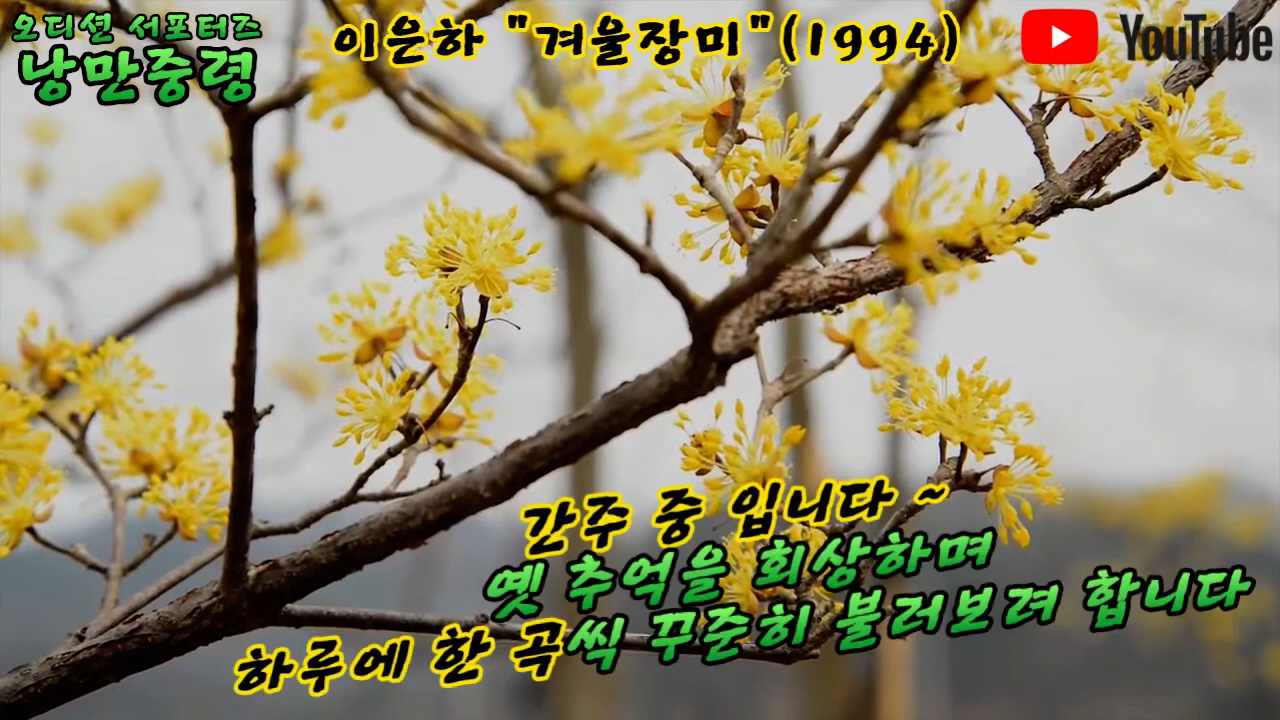 오디션 서포터즈
낭만중령
이은하 "겨울장미"(1994)
YouTube
간주 중 입니다 ~
옛 추억을 회상하며
하루에 한 곡씩 꾸준히 불러보려 합니다